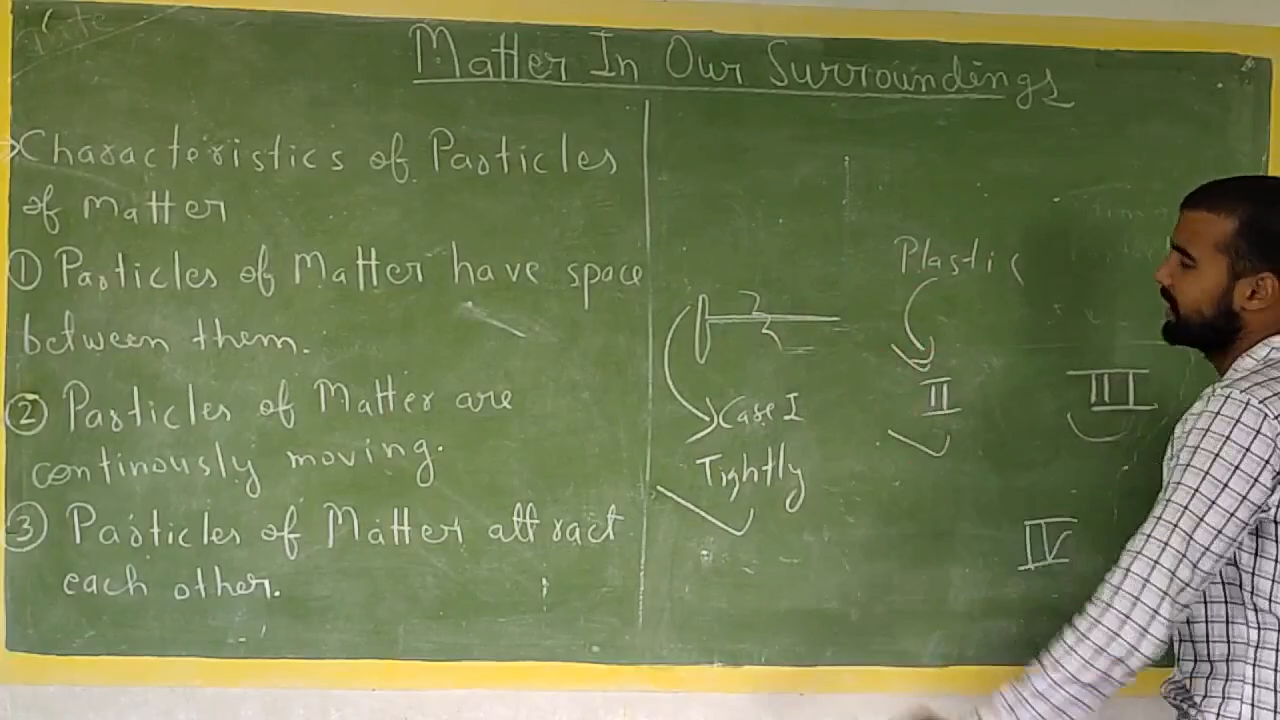 Matter In Our Surroundings
Characteristics of Particles
of Matter
① Particles of Matter have space
between them.
② Particles of Matter are
continously moving.
③ Particles of Matter attract
each other.
Plastic
Case I
Tightly
II
III
IV